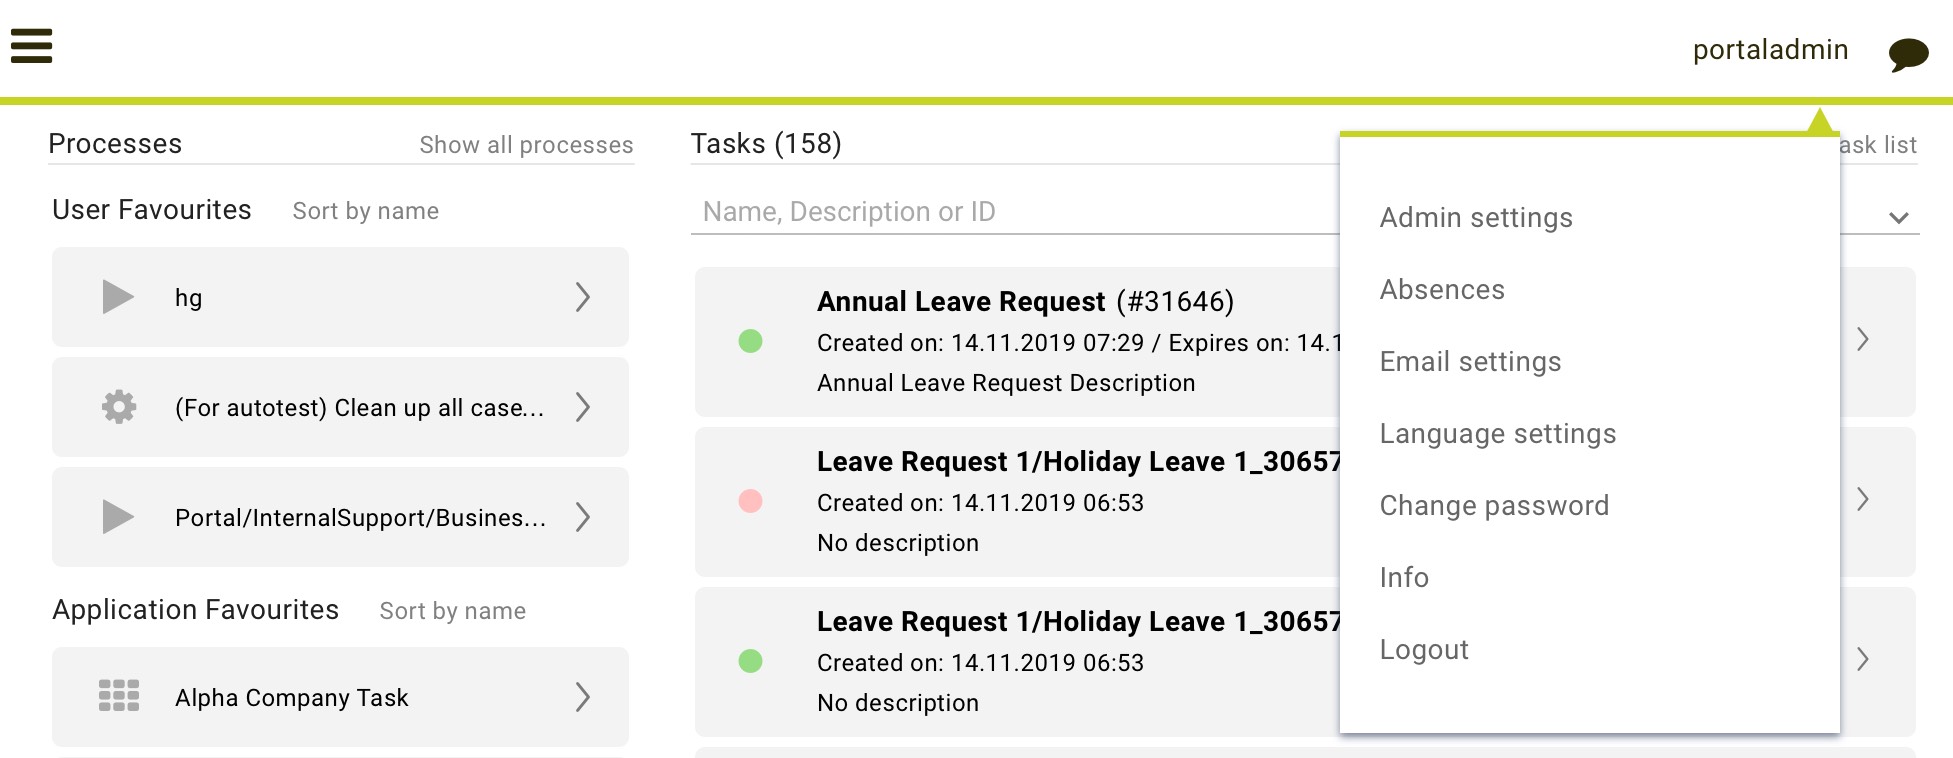 portaladmin
Processes
Show all processes
User Favourites
Sort by name
hg
(For autotest) Clean up all case...
Portal/InternalSupport/Busines...
Application Favourites
Sort by name
Alpha Company Task
Tasks (158)
ask list
Name, Description or ID
Annual Leave Request (#31646)
Created on: 14.11.2019 07:29 / Expires on: 14.1
Annual Leave Request Description
Leave Request 1/Holiday Leave 1_30657
Created on: 14.11.2019 06:53
No description
Leave Request 1/Holiday Leave 1_30657
Created on: 14.11.2019 06:53
No description
Admin settings
Absences
Email settings
Language settings
Change password
Info
Logout